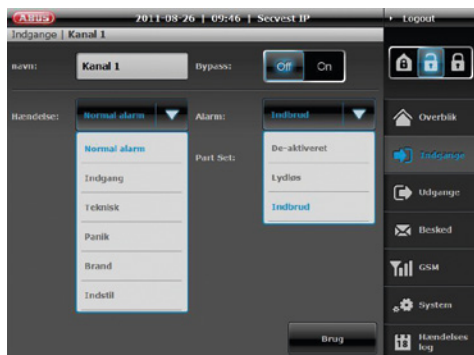 ABUS 2011-08-26 | 09:46 | Secvest IP Logout
Indgange | Kanal 1
Navn: Kanal 1 Bypass: Off On
Hændelse: Normal alarm Alarm: Indbrud
Normal alarm
Indgang
Teknisk
Panik
Brand
Indstil
De-aktiveret
Lydløs
Indbrud
Part Set:
Brug
Overblik
Indgange
Udgange
Besked
GSM
System
Hændelses
log